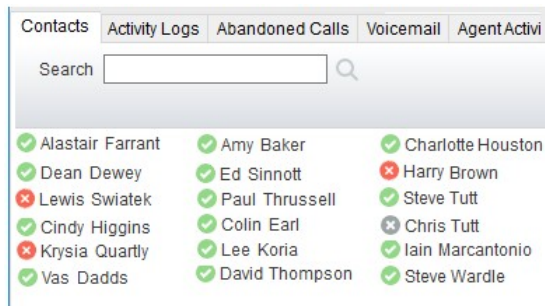 Contacts Activity Logs Abandoned Calls Voicemail Agent Activi
Search
Alastair Farrant Amy Baker Charlotte Houston
Dean Dewey Ed Sinnott Harry Brown
Lewis Swiatek Paul Thrussell Steve Tutt
Cindy Higgins Colin Earl Chris Tutt
Krysia Quartly Lee Koria Iain Marcantonio
Vas Dadds David Thompson Steve Wardle